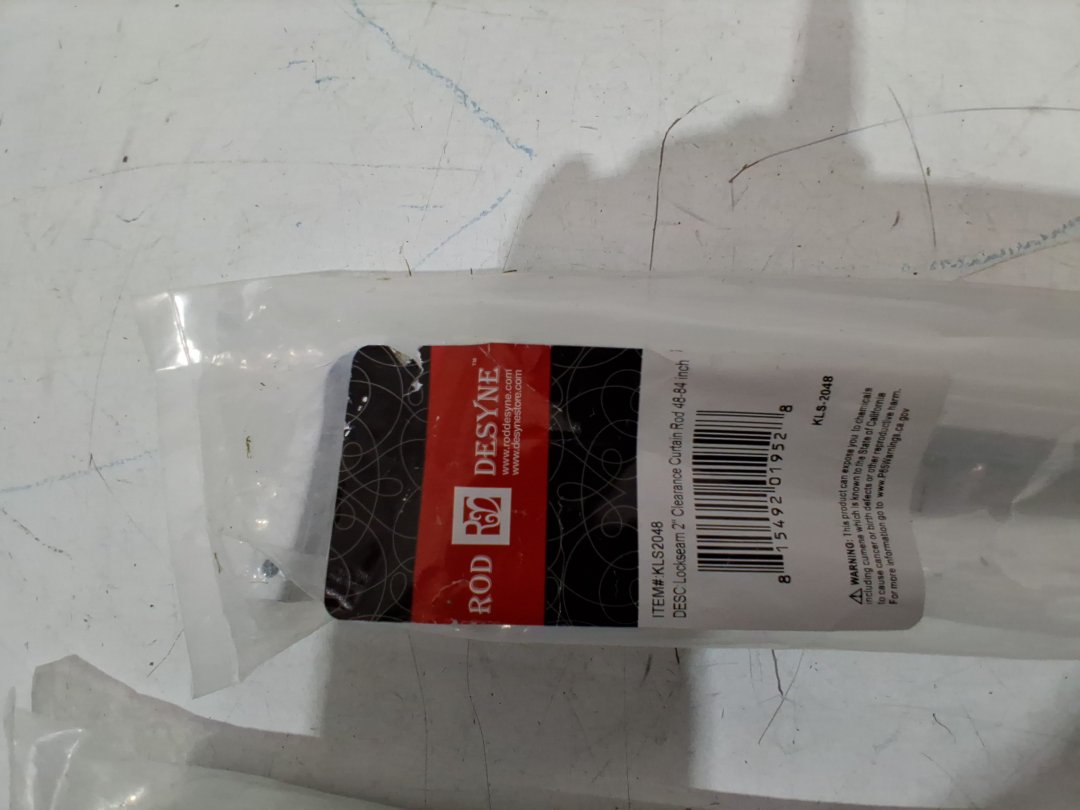 ROD RD DESYNE™
www.roddesyne.com
www.desynestore.com
ITEM#:KLS2048
DESC:Lockseam 2" Clearance Curtain Rod 48-84 inch
8 15492 01952 8
KLS-2048
⚠ WARNING: This product can expose you to chemicals
including cumene which is known to the State of California
to cause cancer or birth defects or other reproductive harm.
For more information go to www.P65Warnings.ca.gov